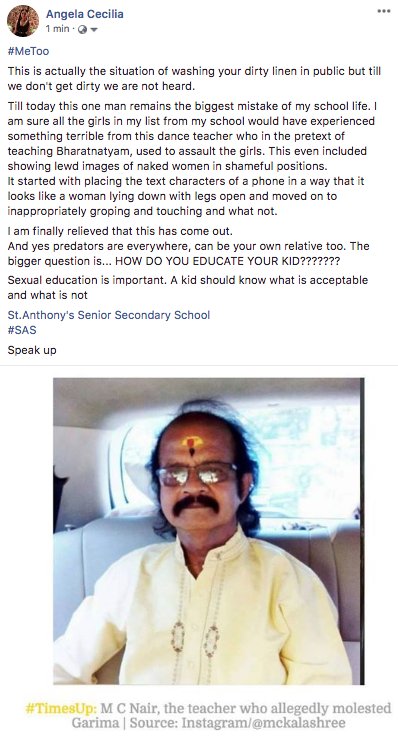 Angela Cecilia
1 min ·
#MeToo
This is actually the situation of washing your dirty linen in public but till
we don't get dirty we are not heard.
Till today this one man remains the biggest mistake of my school life. I
am sure all the girls in my list from my school would have experienced
something terrible from this dance teacher who in the pretext of
teaching Bharatnatyam, used to assault the girls. This even included
showing lewd images of naked women in shameful positions.
It started with placing the text characters of a phone in a way that it
looks like a woman lying down with legs open and moved on to
inappropriately groping and touching and what not.
I am finally relieved that this has come out.
And yes predators are everywhere, can be your own relative too. The
bigger question is... HOW DO YOU EDUCATE YOUR KID???????
Sexual education is important. A kid should know what is acceptable
and what is not
St.Anthony's Senior Secondary School
#SAS
Speak up
#TimesUp: M C Nair, the teacher who allegedly molested
Garima | Source: Instagram/@mckalashree